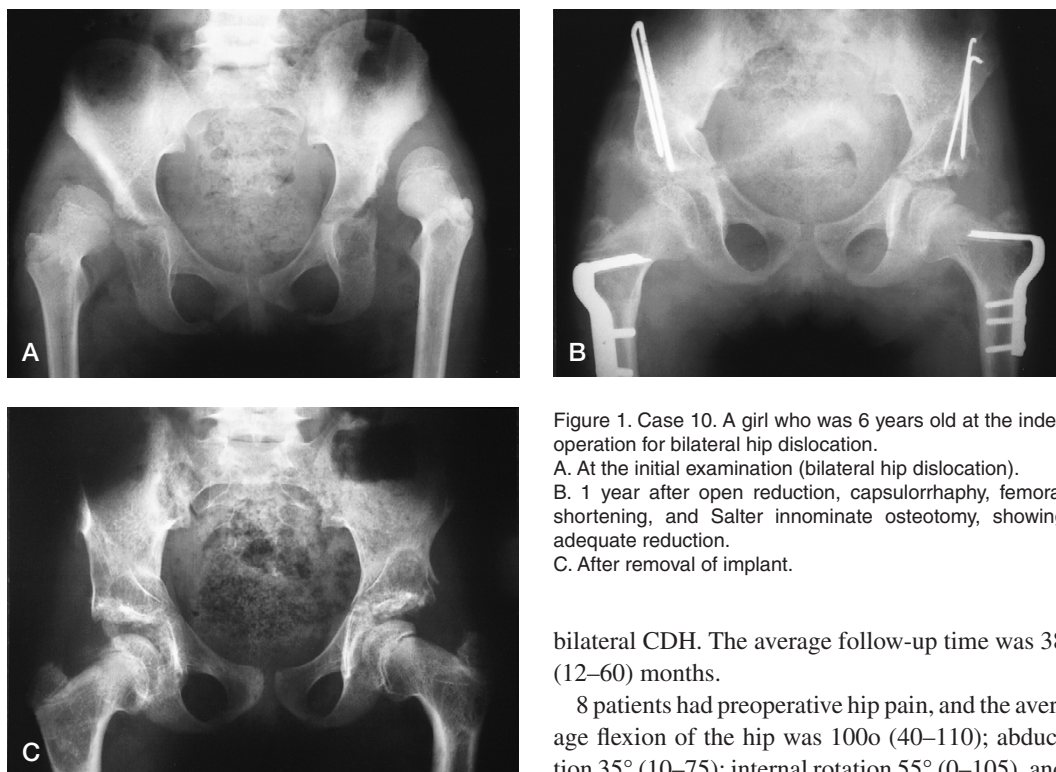 A
B
C
Figure 1. Case 10. A girl who was 6 years old at the inde
operation for bilateral hip dislocation.
A. At the initial examination (bilateral hip dislocation).
B. 1 year after open reduction, capsulorrhaphy, femora
shortening, and Salter innominate osteotomy, showing
adequate reduction.
C. After removal of implant.
bilateral CDH. The average follow-up time was 38
(12–60) months.
8 patients had preoperative hip pain, and the aver
age flexion of the hip was 100o (40–110); abduc
tion 35° (10–75); internal rotation 55° (0–105), and